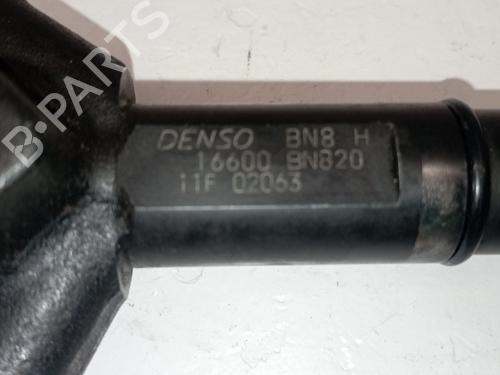 B-PARTS
DENSO BN8 H
16600 BN820
11F 02063